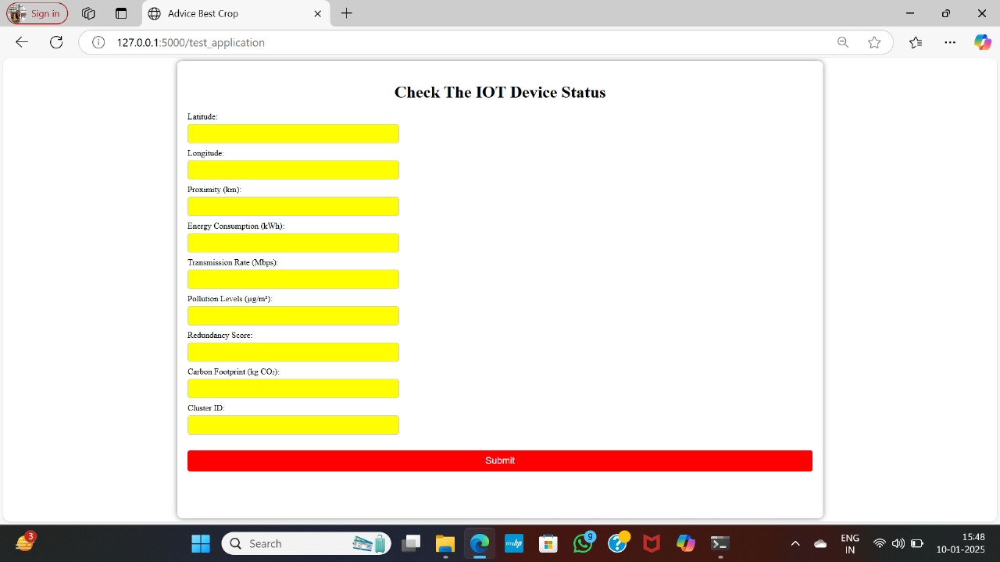 Sign in
Advice Best Crop
127.0.0.1:5000/test_application
Check The IOT Device Status
Latitude:
Longitude:
Proximity (km):
Energy Consumption (kWh):
Transmission Rate (Mbps):
Pollution Levels (µg/m³):
Redundancy Score:
Carbon Footprint (kg CO₂):
Cluster ID:
Submit
3
Search
myhp
9
?
ENG
IN
15:48
10-01-2025